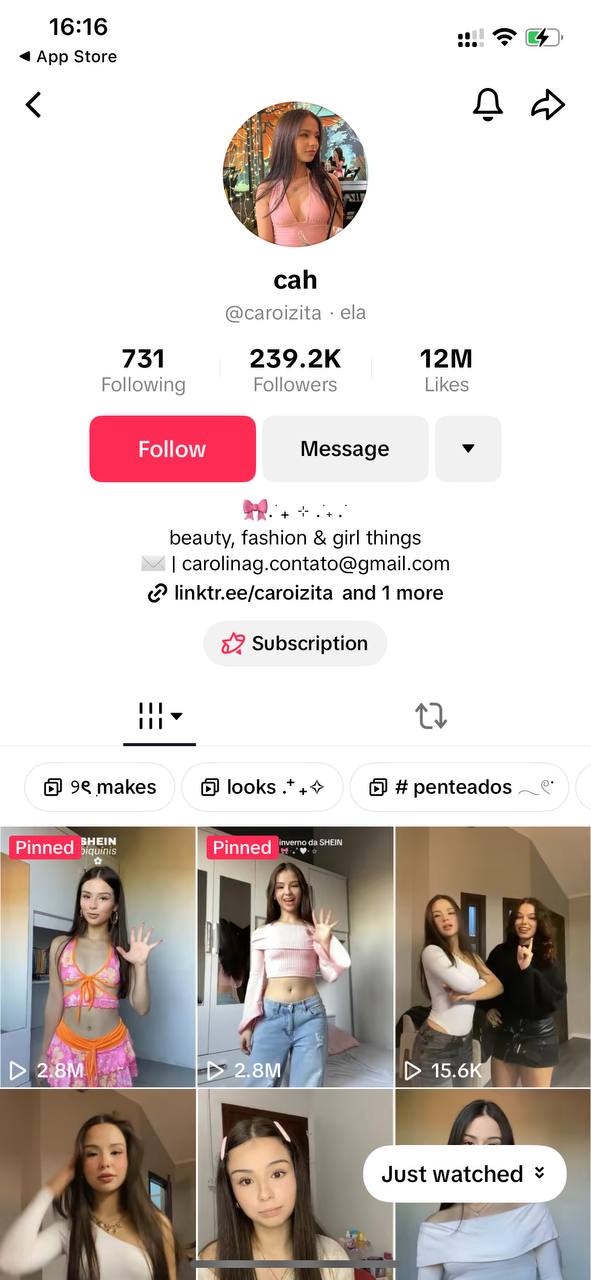 16:16
App Store
cah
@caroizita · ela
731
Following
239.2K
Followers
12M
Likes
Follow
Message
🎀.˙₊ ⊹ .˙₊ .˙
beauty, fashion & girl things
✉️ | carolinag.contato@gmail.com
linktr.ee/caroizita and 1 more
Subscription
୨୧ makes
looks .⁺₊✧
# penteados
Pinned
SHEIN
biquinis
Pinned
inverno da SHEIN
2.8M
2.8M
15.6K
Just watched